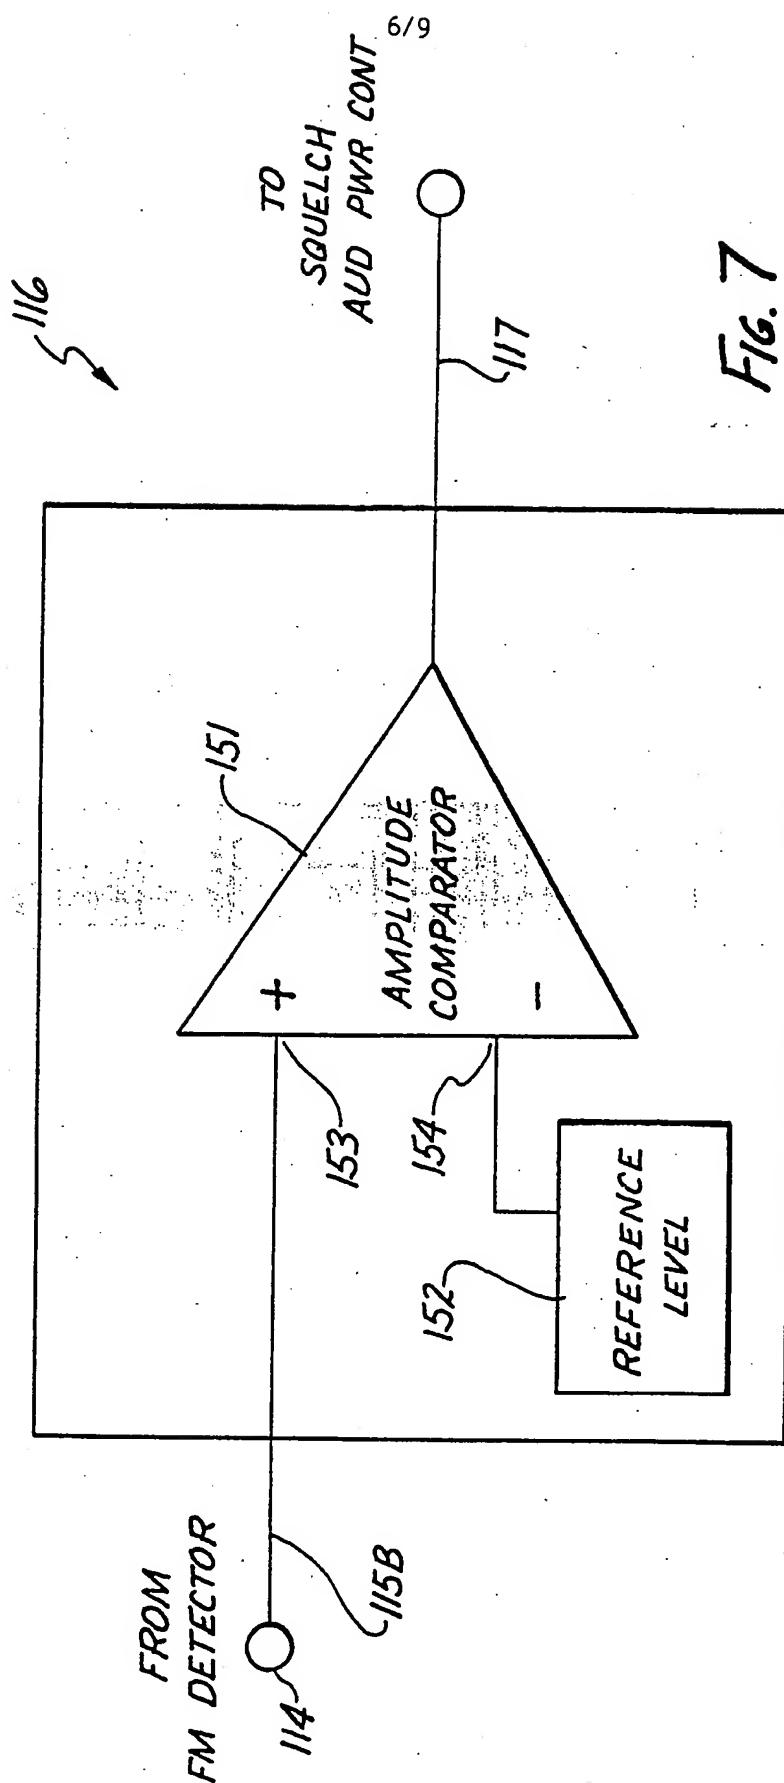 6/9
116
FROM
FM DETECTOR
114
115B
153
154
151
+
AMPLITUDE
COMPARATOR
-
152
REFERENCE
LEVEL
117
TO
SQUELCH
AUD PWR CONT
FIG. 7